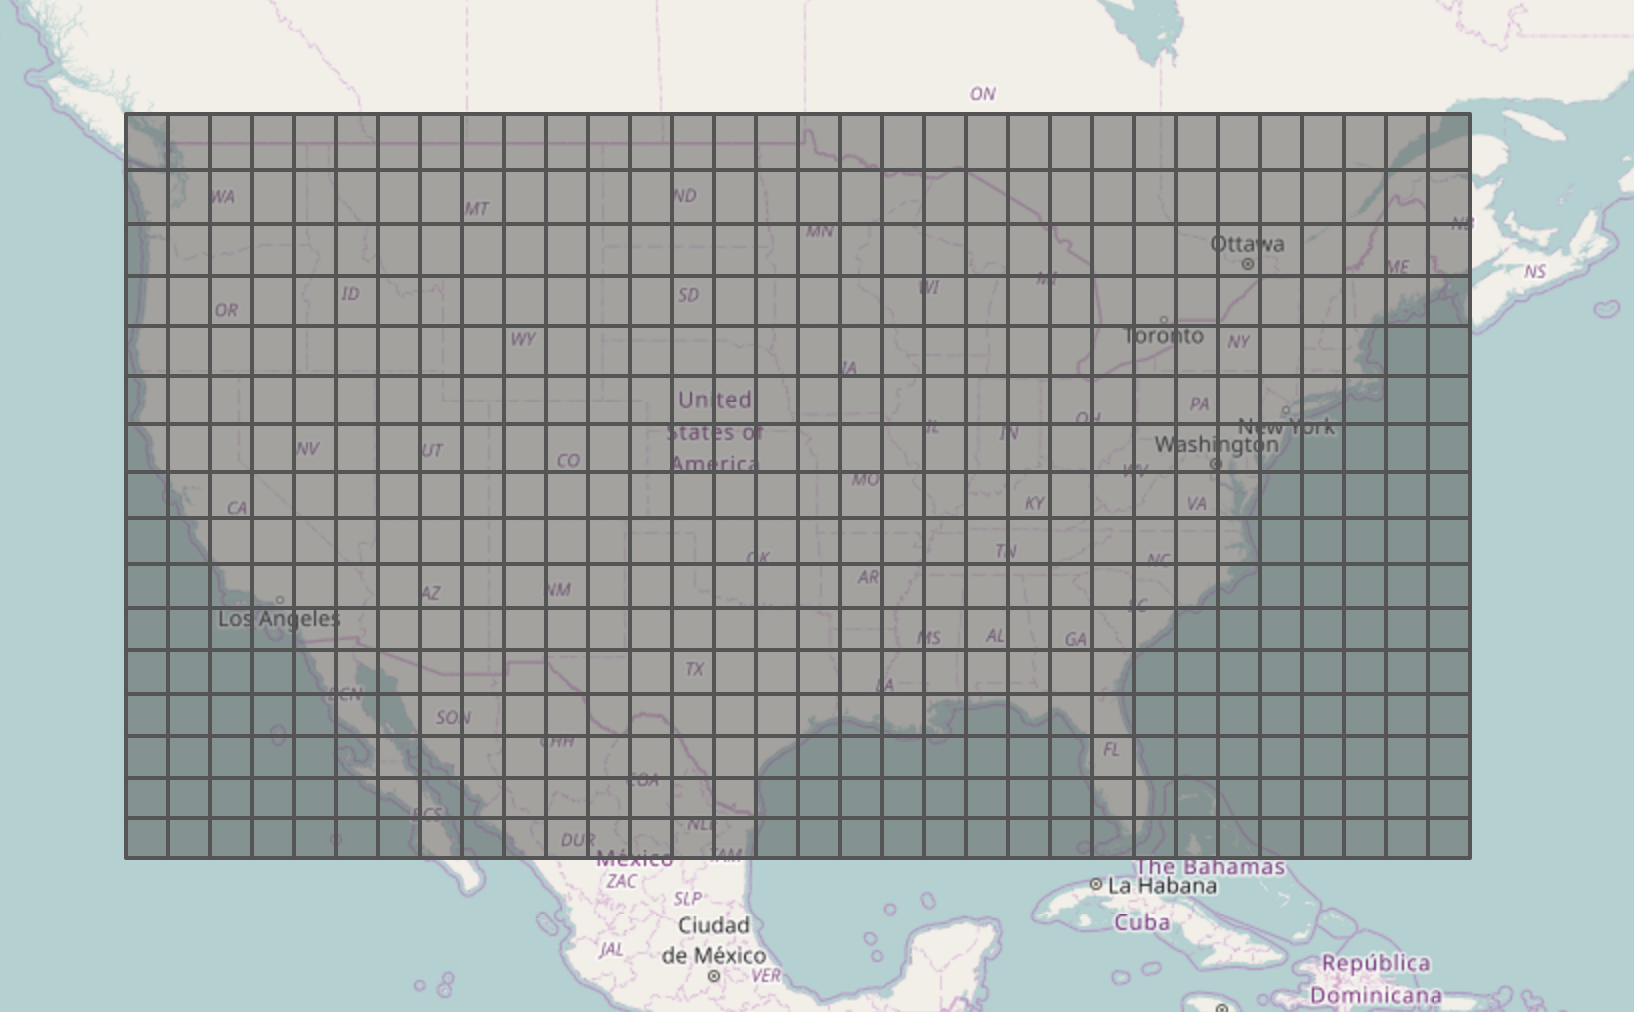 ON
WA
MT
ND
MN
NB
Ottawa
ME
NS
MI
WI
ID
SD
OR
WY
Toronto
NY
IA
United
States of
America
PA
OH
IL
IN
New York
Washington
NV
UT
CO
WV
MO
CA
KY
VA
TN
OK
NC
AR
AZ
NM
SC
Los Angeles
MS
AL
GA
TX
LA
BCN
SON
CHH
FL
COA
BCS
NLE
DUR
TAM
México
The Bahamas
ZAC
La Habana
SLP
Cuba
Ciudad
de México
JAL
VER
República
Dominicana